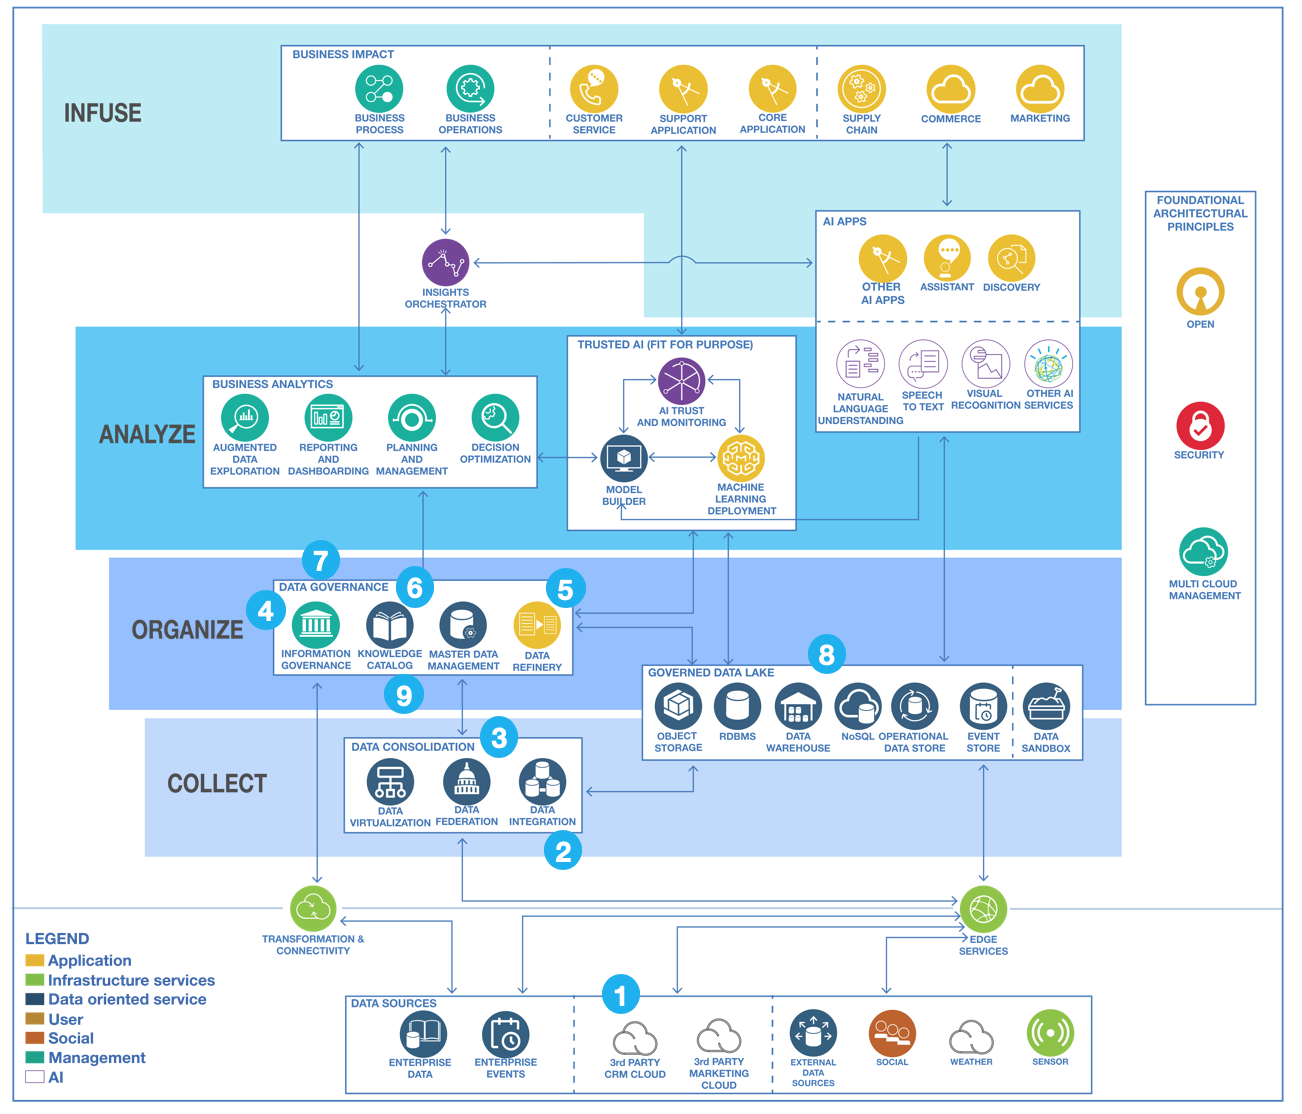 INFUSE
BUSINESS IMPACT
BUSINESS
PROCESS
BUSINESS
OPERATIONS
CUSTOMER
SERVICE
SUPPORT
APPLICATION
CORE
APPLICATION
SUPPLY
CHAIN
COMMERCE
MARKETING
FOUNDATIONAL
ARCHITECTURAL
PRINCIPLES
OPEN
SECURITY
MULTI CLOUD
MANAGEMENT
INSIGHTS
ORCHESTRATOR
AI APPS
OTHER
AI APPS
ASSISTANT
DISCOVERY
NATURAL
LANGUAGE
UNDERSTANDING
SPEECH
TO TEXT
VISUAL
RECOGNITION
OTHER AI
SERVICES
ANALYZE
BUSINESS ANALYTICS
AUGMENTED
DATA
EXPLORATION
REPORTING
AND
DASHBOARDING
PLANNING
AND
MANAGEMENT
DECISION
OPTIMIZATION
TRUSTED AI (FIT FOR PURPOSE)
AI TRUST
AND MONITORING
MODEL
BUILDER
MACHINE
LEARNING
DEPLOYMENT
ORGANIZE
7
4
6
5
9
DATA GOVERNANCE
INFORMATION
GOVERNANCE
KNOWLEDGE
CATALOG
MASTER DATA
MANAGEMENT
DATA
REFINERY
8
GOVERNED DATA LAKE
OBJECT
STORAGE
RDBMS
DATA
WAREHOUSE
NoSQL
OPERATIONAL
DATA STORE
EVENT
STORE
DATA
SANDBOX
COLLECT
3
DATA CONSOLIDATION
DATA
VIRTUALIZATION
DATA
FEDERATION
DATA
INTEGRATION
2
TRANSFORMATION &
CONNECTIVITY
EDGE
SERVICES
LEGEND
Application
Infrastructure services
Data oriented service
User
Social
Management
AI
1
DATA SOURCES
ENTERPRISE
DATA
ENTERPRISE
EVENTS
3rd PARTY
CRM CLOUD
3rd PARTY
MARKETING
CLOUD
EXTERNAL
DATA
SOURCES
SOCIAL
WEATHER
SENSOR